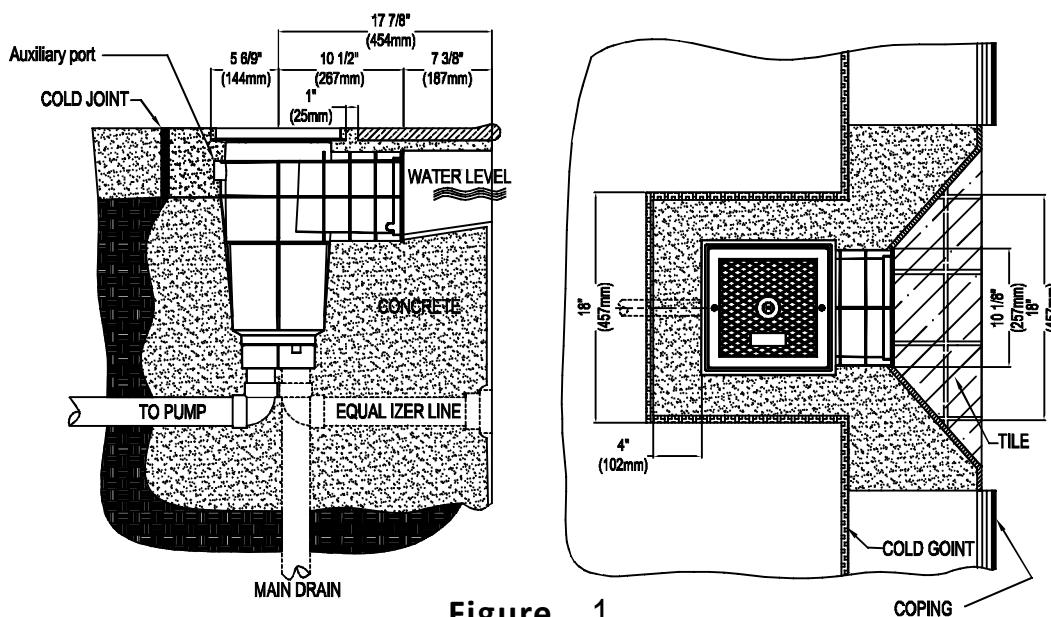 17 7/8"
(454mm)
5 6/9"
(144mm)
10 1/2"
(267mm)
7 3/8"
(187mm)
1"
(25mm)
Auxiliary port
COLD JOINT
WATER LEVEL
CONCRETE
TO PUMP
EQUAL IZER LINE
MAIN DRAIN
18"
(457mm)
4"
(102mm)
10 1/8"
(257mm)
18"
(457mm)
TILE
COLD GOINT
COPING
Figure 1